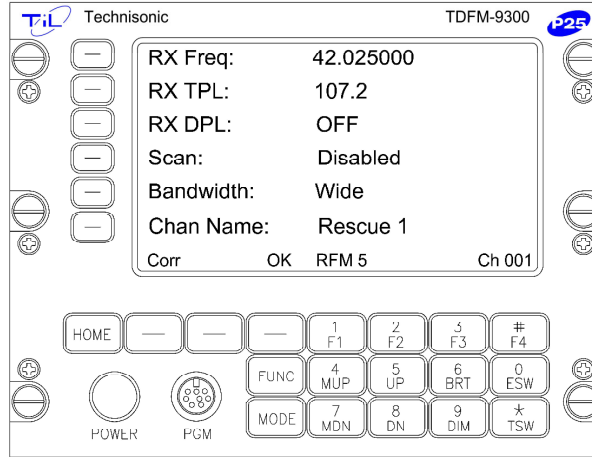 TiL Technisonic TDFM-9300 P25
RX Freq: 42.025000
RX TPL: 107.2
RX DPL: OFF
Scan: Disabled
Bandwidth: Wide
Chan Name: Rescue 1
Corr OK RFM 5 Ch 001
HOME 1 2 3 #
F1 F2 F3 F4
FUNC 4 5 6 0
MUP UP BRT ESW
MODE 7 8 9 *
MDN DN DIM TSW
POWER PGM